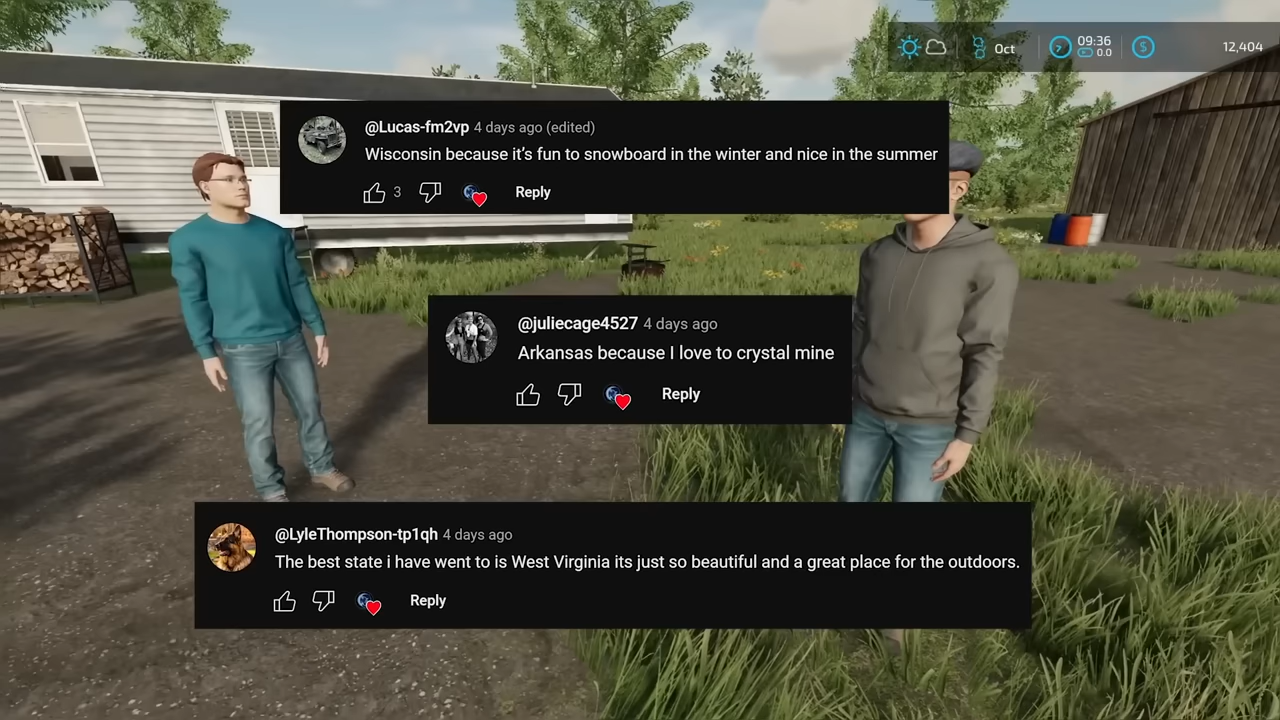 Oct
09:36
0.0
12,404
@Lucas-fm2vp 4 days ago (edited)
Wisconsin because it’s fun to snowboard in the winter and nice in the summer
3
Reply
@juliecage4527 4 days ago
Arkansas because I love to crystal mine
Reply
@LyleThompson-tp1qh 4 days ago
The best state i have went to is West Virginia its just so beautiful and a great place for the outdoors.
Reply